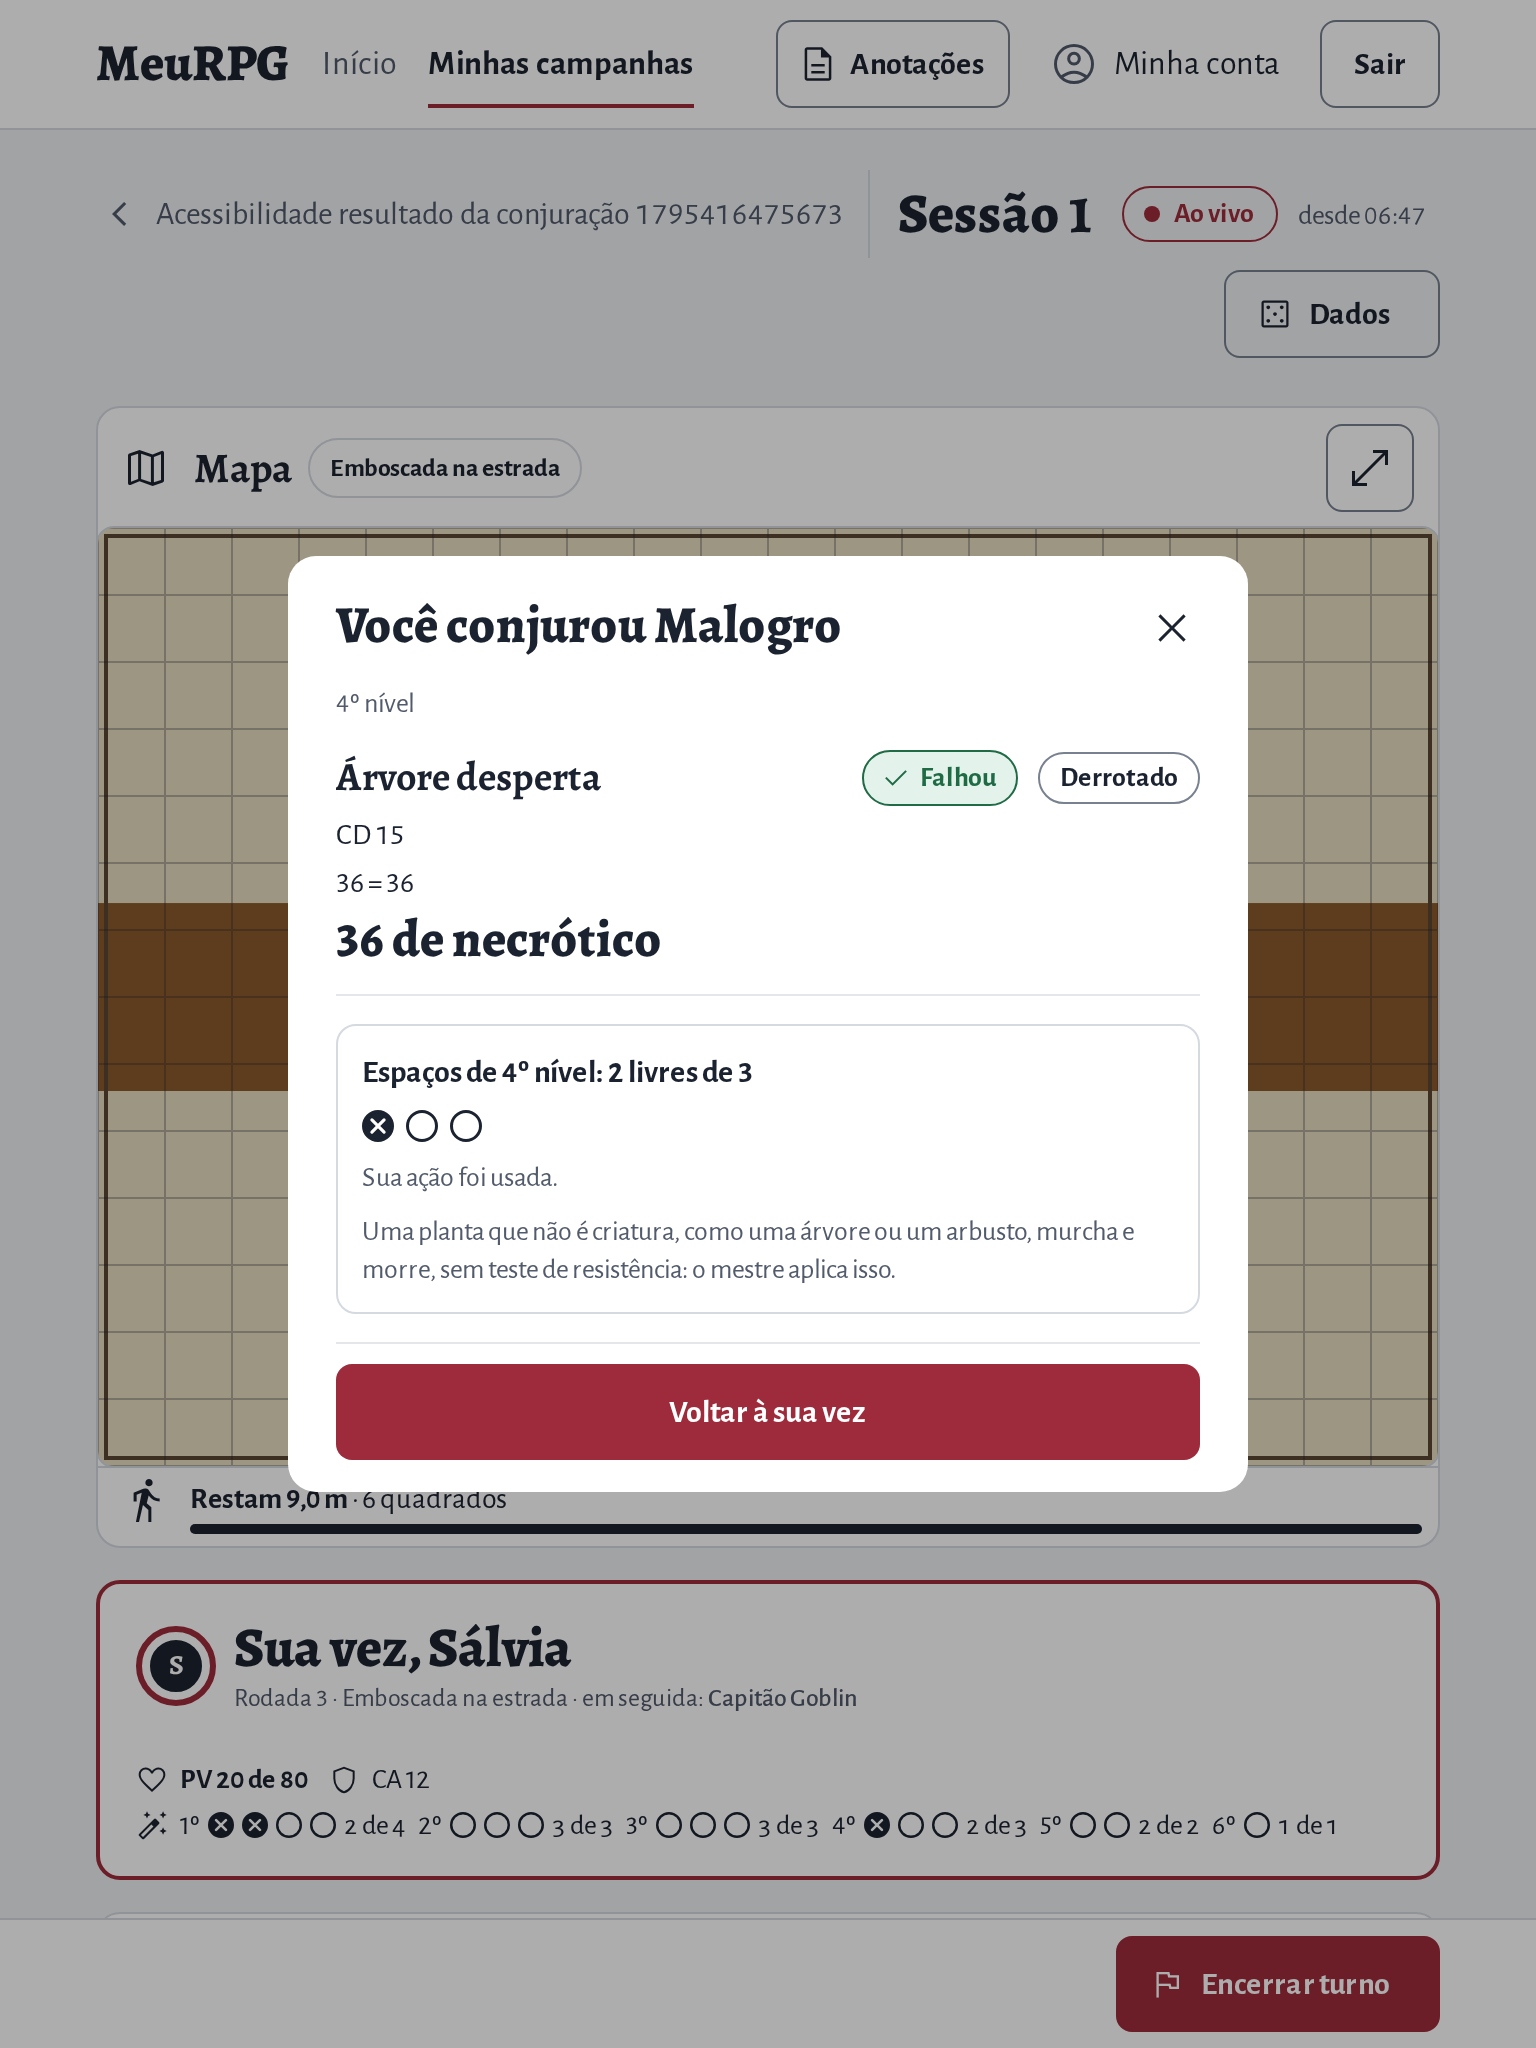 MeuRPG Início Minhas campanhas Anotações Minha conta Sair
Acessibilidade resultado da conjuração 1795416475673 Sessão 1 Ao vivo desde 06:47
Dados
Mapa Emboscada na estrada
Você conjurou Malogro
4º nível
Árvore desperta Falhou Derrotado
CD 15
36 = 36
36 de necrótico
Espaços de 4º nível: 2 livres de 3
Sua ação foi usada.
Uma planta que não é criatura, como uma árvore ou um arbusto, murcha e
morre, sem teste de resistência: o mestre aplica isso.
Voltar à sua vez
Restam 9,0 m · 6 quadrados
S Sua vez, Sálvia
Rodada 3 · Emboscada na estrada · em seguida: Capitão Goblin
PV 20 de 80 CA 12
1º 2 de 4 2º 3 de 3 3º 3 de 3 4º 2 de 3 5º 2 de 2 6º 1 de 1
Encerrar turno